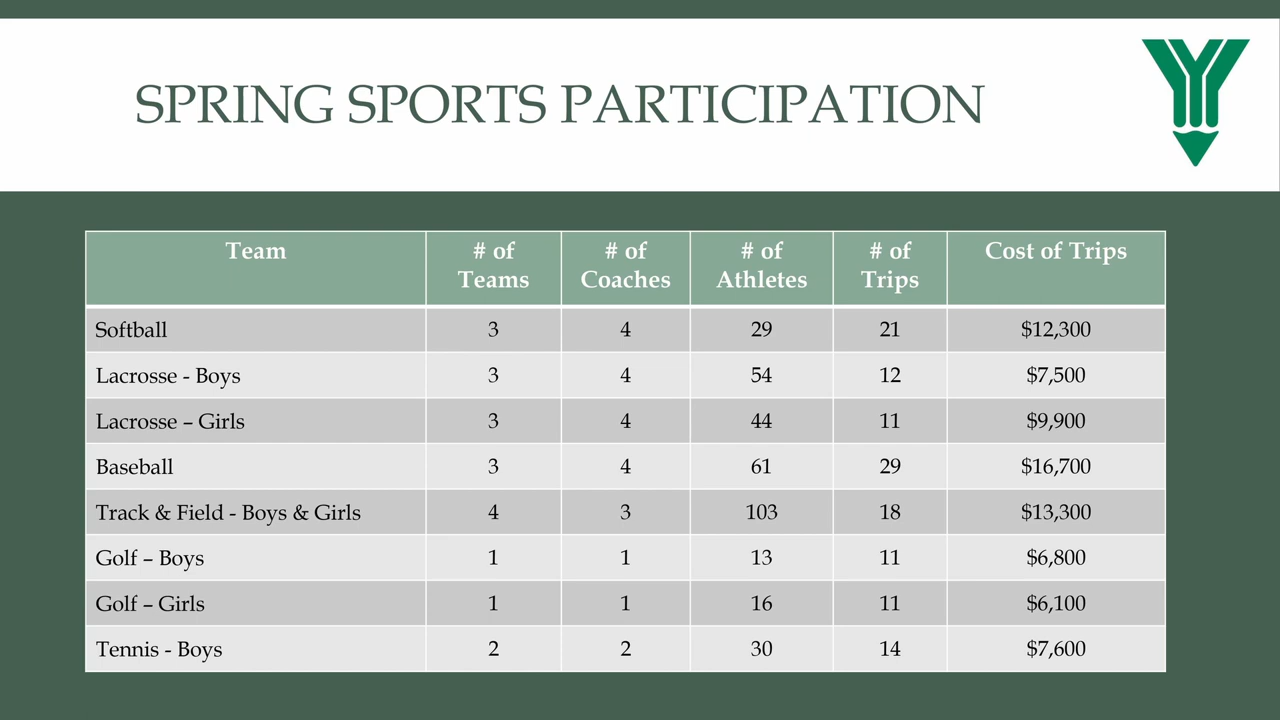 SPRING SPORTS PARTICIPATION
Team # of Teams # of Coaches # of Athletes # of Trips Cost of Trips
Softball 3 4 29 21 $12,300
Lacrosse - Boys 3 4 54 12 $7,500
Lacrosse – Girls 3 4 44 11 $9,900
Baseball 3 4 61 29 $16,700
Track & Field - Boys & Girls 4 3 103 18 $13,300
Golf – Boys 1 1 13 11 $6,800
Golf – Girls 1 1 16 11 $6,100
Tennis - Boys 2 2 30 14 $7,600